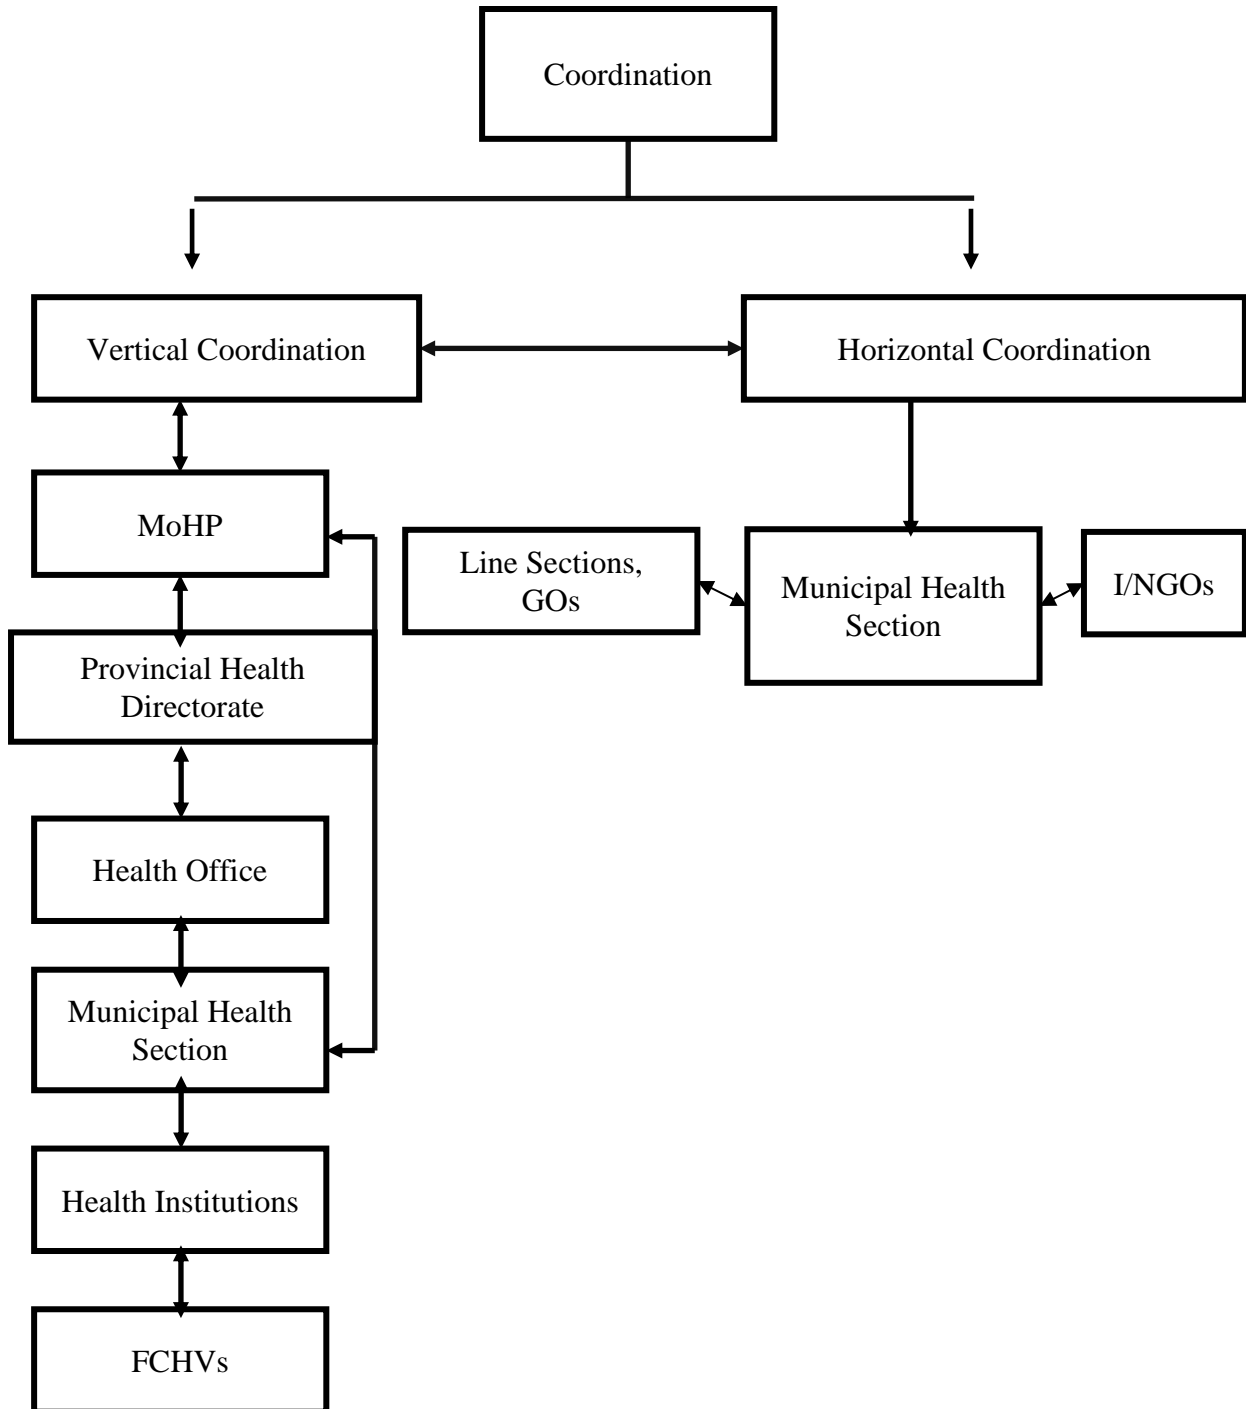 Coordination
Vertical Coordination
Horizontal Coordination
MoHP
Line Sections,
GOs
Municipal Health
Section
I/NGOs
Provincial Health
Directorate
Health Office
Municipal Health
Section
Health Institutions
FCHVs